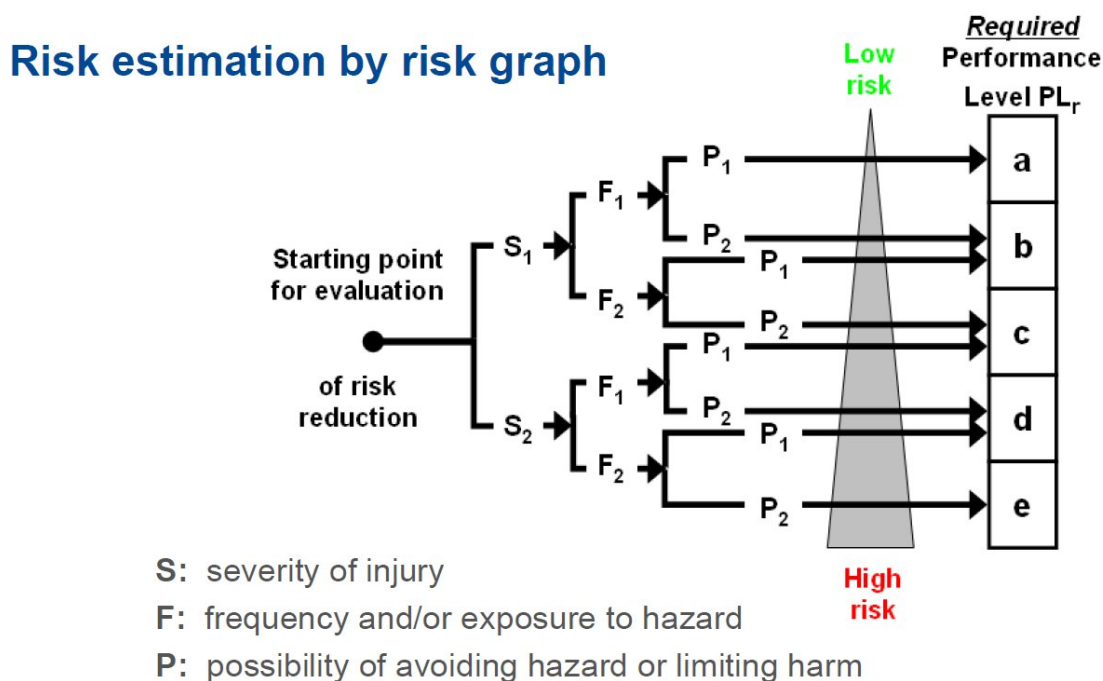 Risk estimation by risk graph
Low
risk
Required
Performance
Level PLr
Starting point
for evaluation
of risk
reduction
S1
F1
P1
a
P2
b
F2
P1
P2
c
S2
F1
P1
P2
d
F2
P1
P2
e
High
risk
S: severity of injury
F: frequency and/or exposure to hazard
P: possibility of avoiding hazard or limiting harm